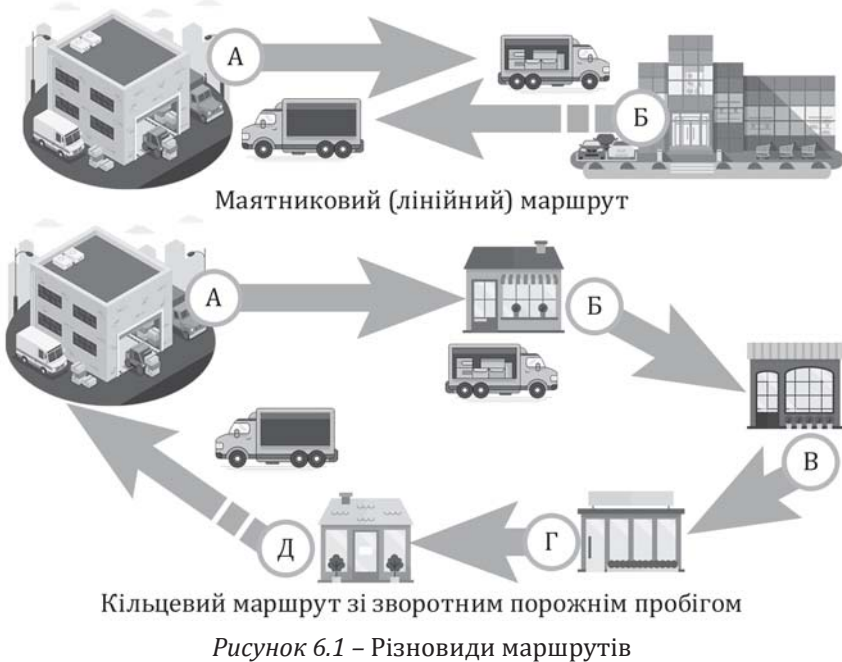 А
Б
Маятниковий (лінійний) маршрут
А
Б
В
Г
Д
Кільцевий маршрут зі зворотним порожнім пробігом
Рисунок 6.1 – Різновиди маршрутів